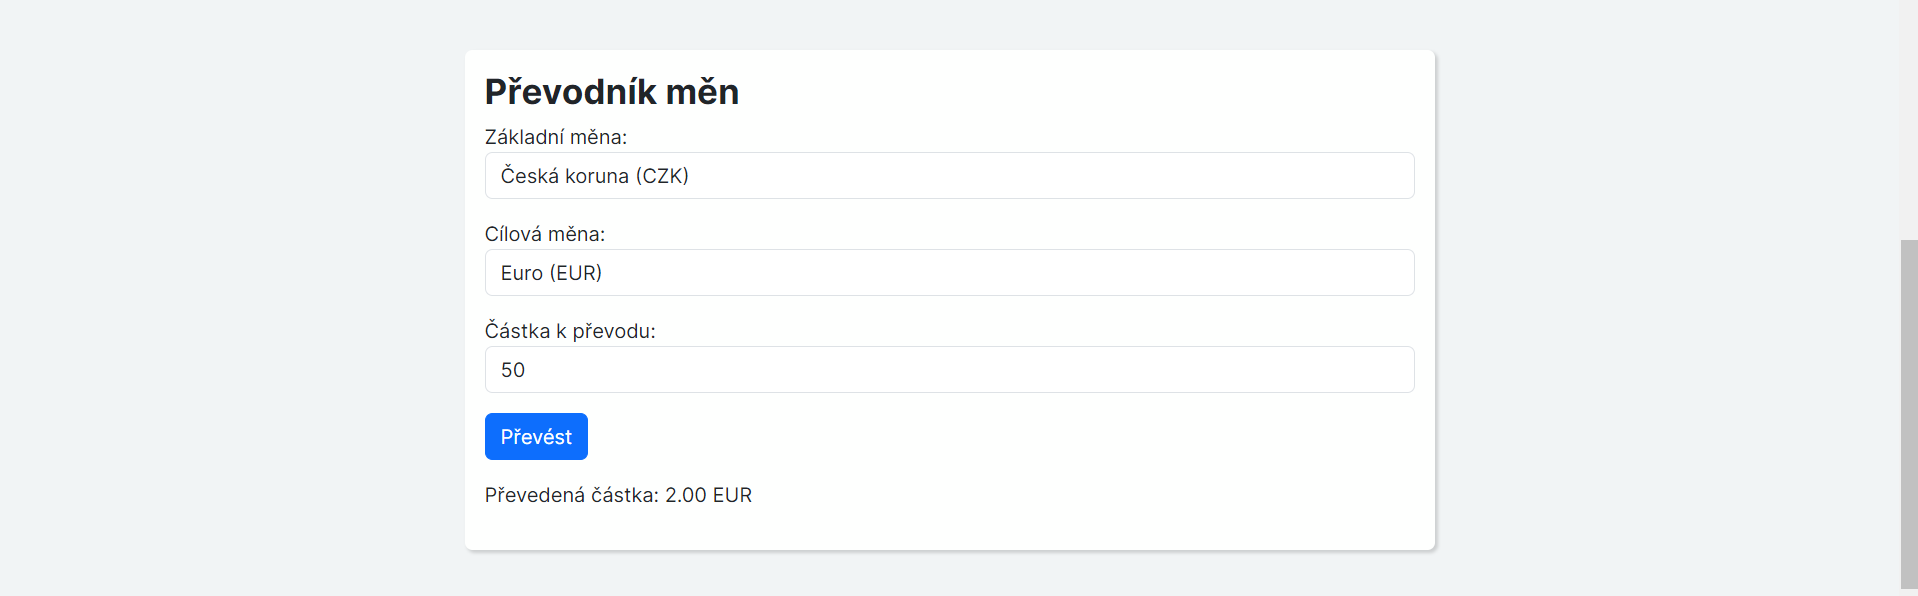 Převodník měn
Základní měna:
Česká koruna (CZK)
Cílová měna:
Euro (EUR)
Částka k převodu:
50
Převést
Převedená částka: 2.00 EUR